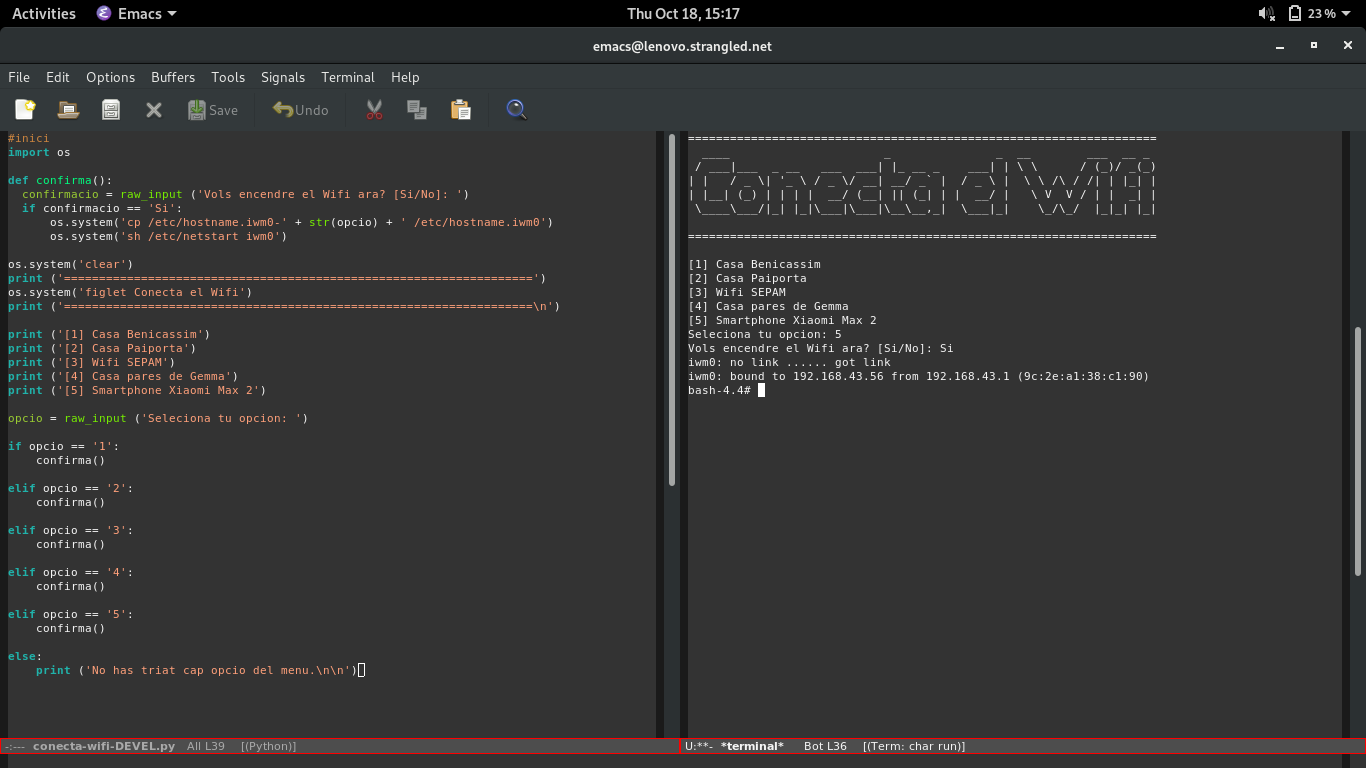 Activities Emacs Thu Oct 18, 15:17 23 %
emacs@lenovo.strangled.net
File Edit Options Buffers Tools Signals Terminal Help
Save Undo
#inici
import os
def confirma():
  confirmacio = raw_input ('Vols encendre el Wifi ara? [Si/No]: ')
  if confirmacio == 'Si':
      os.system('cp /etc/hostname.iwm0-' + str(opcio) + ' /etc/hostname.iwm0')
      os.system('sh /etc/netstart iwm0')
os.system('clear')
print ('===================================================================')
os.system('figlet Conecta el Wifi')
print ('===================================================================\n')
print ('[1] Casa Benicassim')
print ('[2] Casa Paiporta')
print ('[3] Wifi SEPAM')
print ('[4] Casa pares de Gemma')
print ('[5] Smartphone Xiaomi Max 2')
opcio = raw_input ('Seleciona tu opcion: ')
if opcio == '1':
    confirma()
elif opcio == '2':
    confirma()
elif opcio == '3':
    confirma()
elif opcio == '4':
    confirma()
elif opcio == '5':
    confirma()
else:
    print ('No has triat cap opcio del menu.\n\n')
-:--- conecta-wifi-DEVEL.py All L39 [(Python)]
===================================================================
Conecta el Wifi
===================================================================
[1] Casa Benicassim
[2] Casa Paiporta
[3] Wifi SEPAM
[4] Casa pares de Gemma
[5] Smartphone Xiaomi Max 2
Seleciona tu opcion: 5
Vols encendre el Wifi ara? [Si/No]: Si
iwm0: no link ...... got link
iwm0: bound to 192.168.43.56 from 192.168.43.1 (9c:2e:a1:38:c1:90)
bash-4.4#
U:**- *terminal* Bot L36 [(Term: char run)]